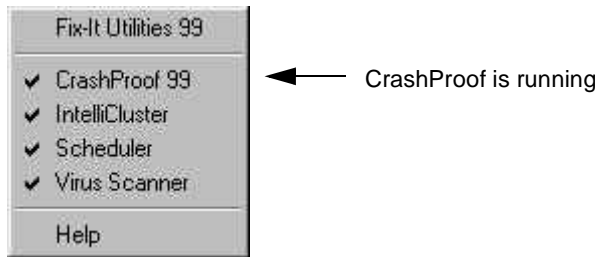 Fix-It Utilities 99
CrashProof 99
CrashProof is running
IntelliCluster
Scheduler
Virus Scanner
Help